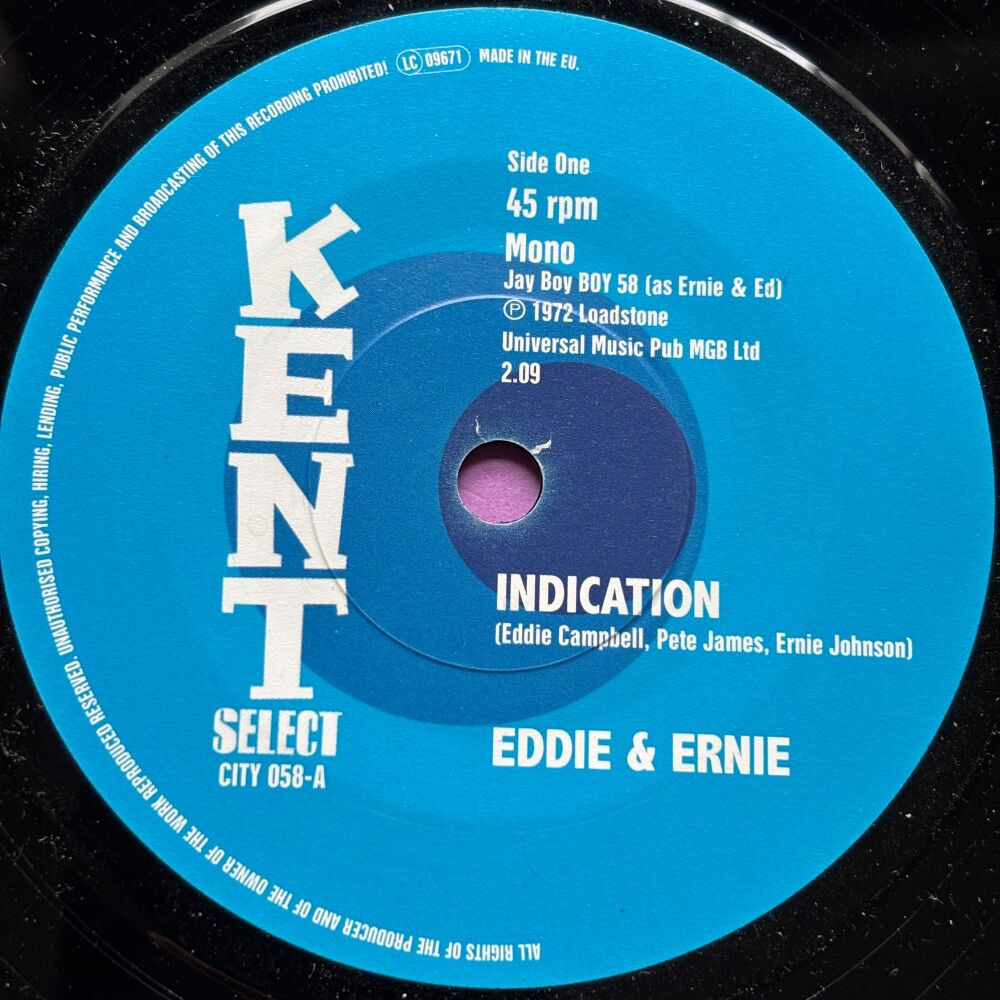 ALL RIGHTS OF THE PRODUCER AND OF THE OWNER OF THE WORK REPRODUCED RESERVED. UNAUTHORISED COPYING, HIRING, LENDING, PUBLIC PERFORMANCE AND BROADCASTING OF THIS RECORDING PROHIBITED! LC 09671 MADE IN THE EU.
Side One
45 rpm
Mono
Jay Boy BOY 58 (as Ernie & Ed)
℗ 1972 Loadstone
Universal Music Pub MGB Ltd
2.09
KENT
SELECT
CITY 058-A
INDICATION
(Eddie Campbell, Pete James, Ernie Johnson)
EDDIE & ERNIE